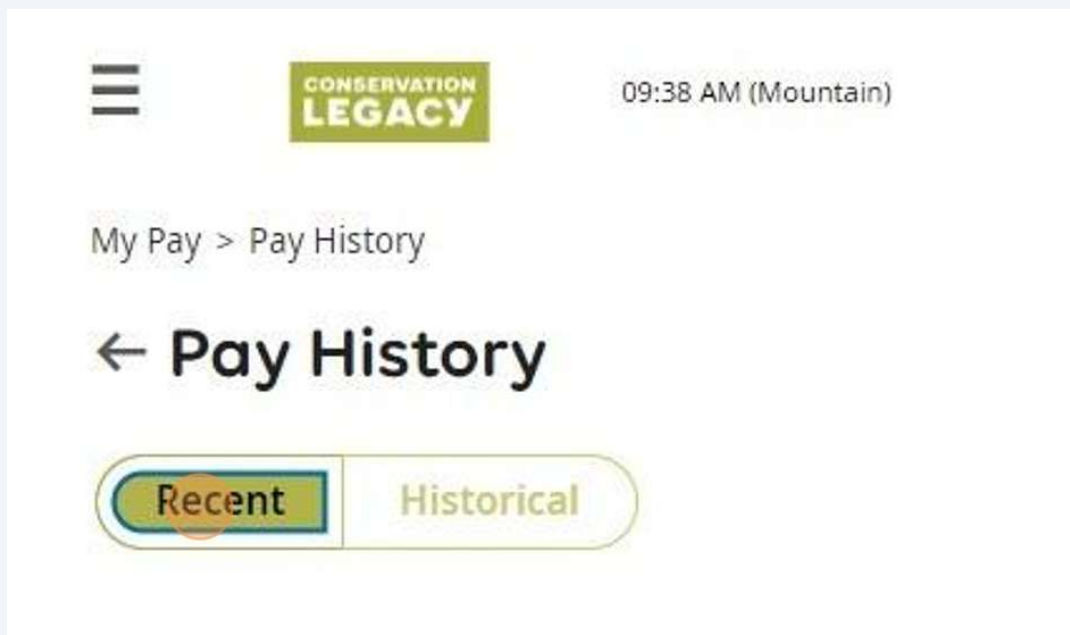 CONSERVATION
LEGACY
09:38 AM (Mountain)
My Pay > Pay History
← Pay History
Recent Historical